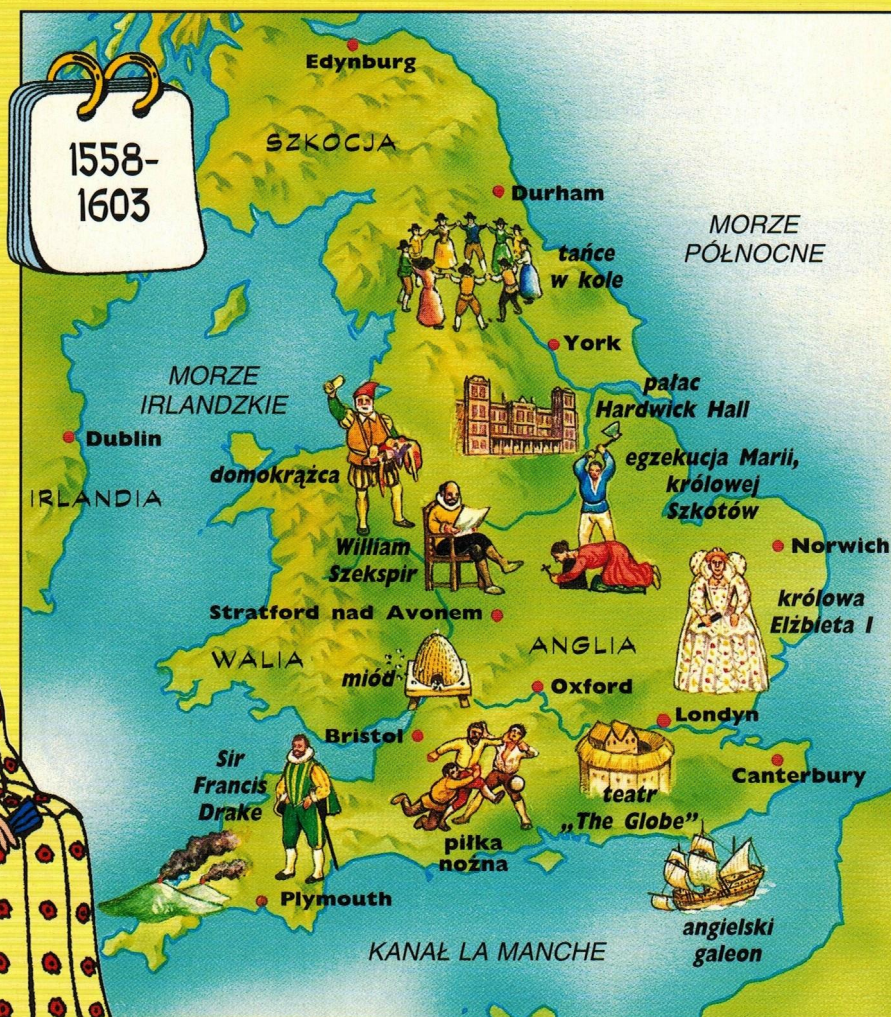 Edynburg
1558-
1603
SZKOCJA
Durham
MORZE
PÓŁNOCNE
tańce
w kole
York
MORZE
IRLANDZKIE
pałac
Hardwick Hall
Dublin
domokrążca
egzekucja Marii,
królowej
Szkotów
IRLANDIA
William
Szekspir
Norwich
królowa
Elżbieta I
Stratford nad Avonem
ANGLIA
WALIA
miód
Oxford
Londyn
Bristol
Sir
Francis
Drake
Canterbury
teatr
„The Globe”
piłka
nożna
Plymouth
angielski
galeon
KANAŁ LA MANCHE